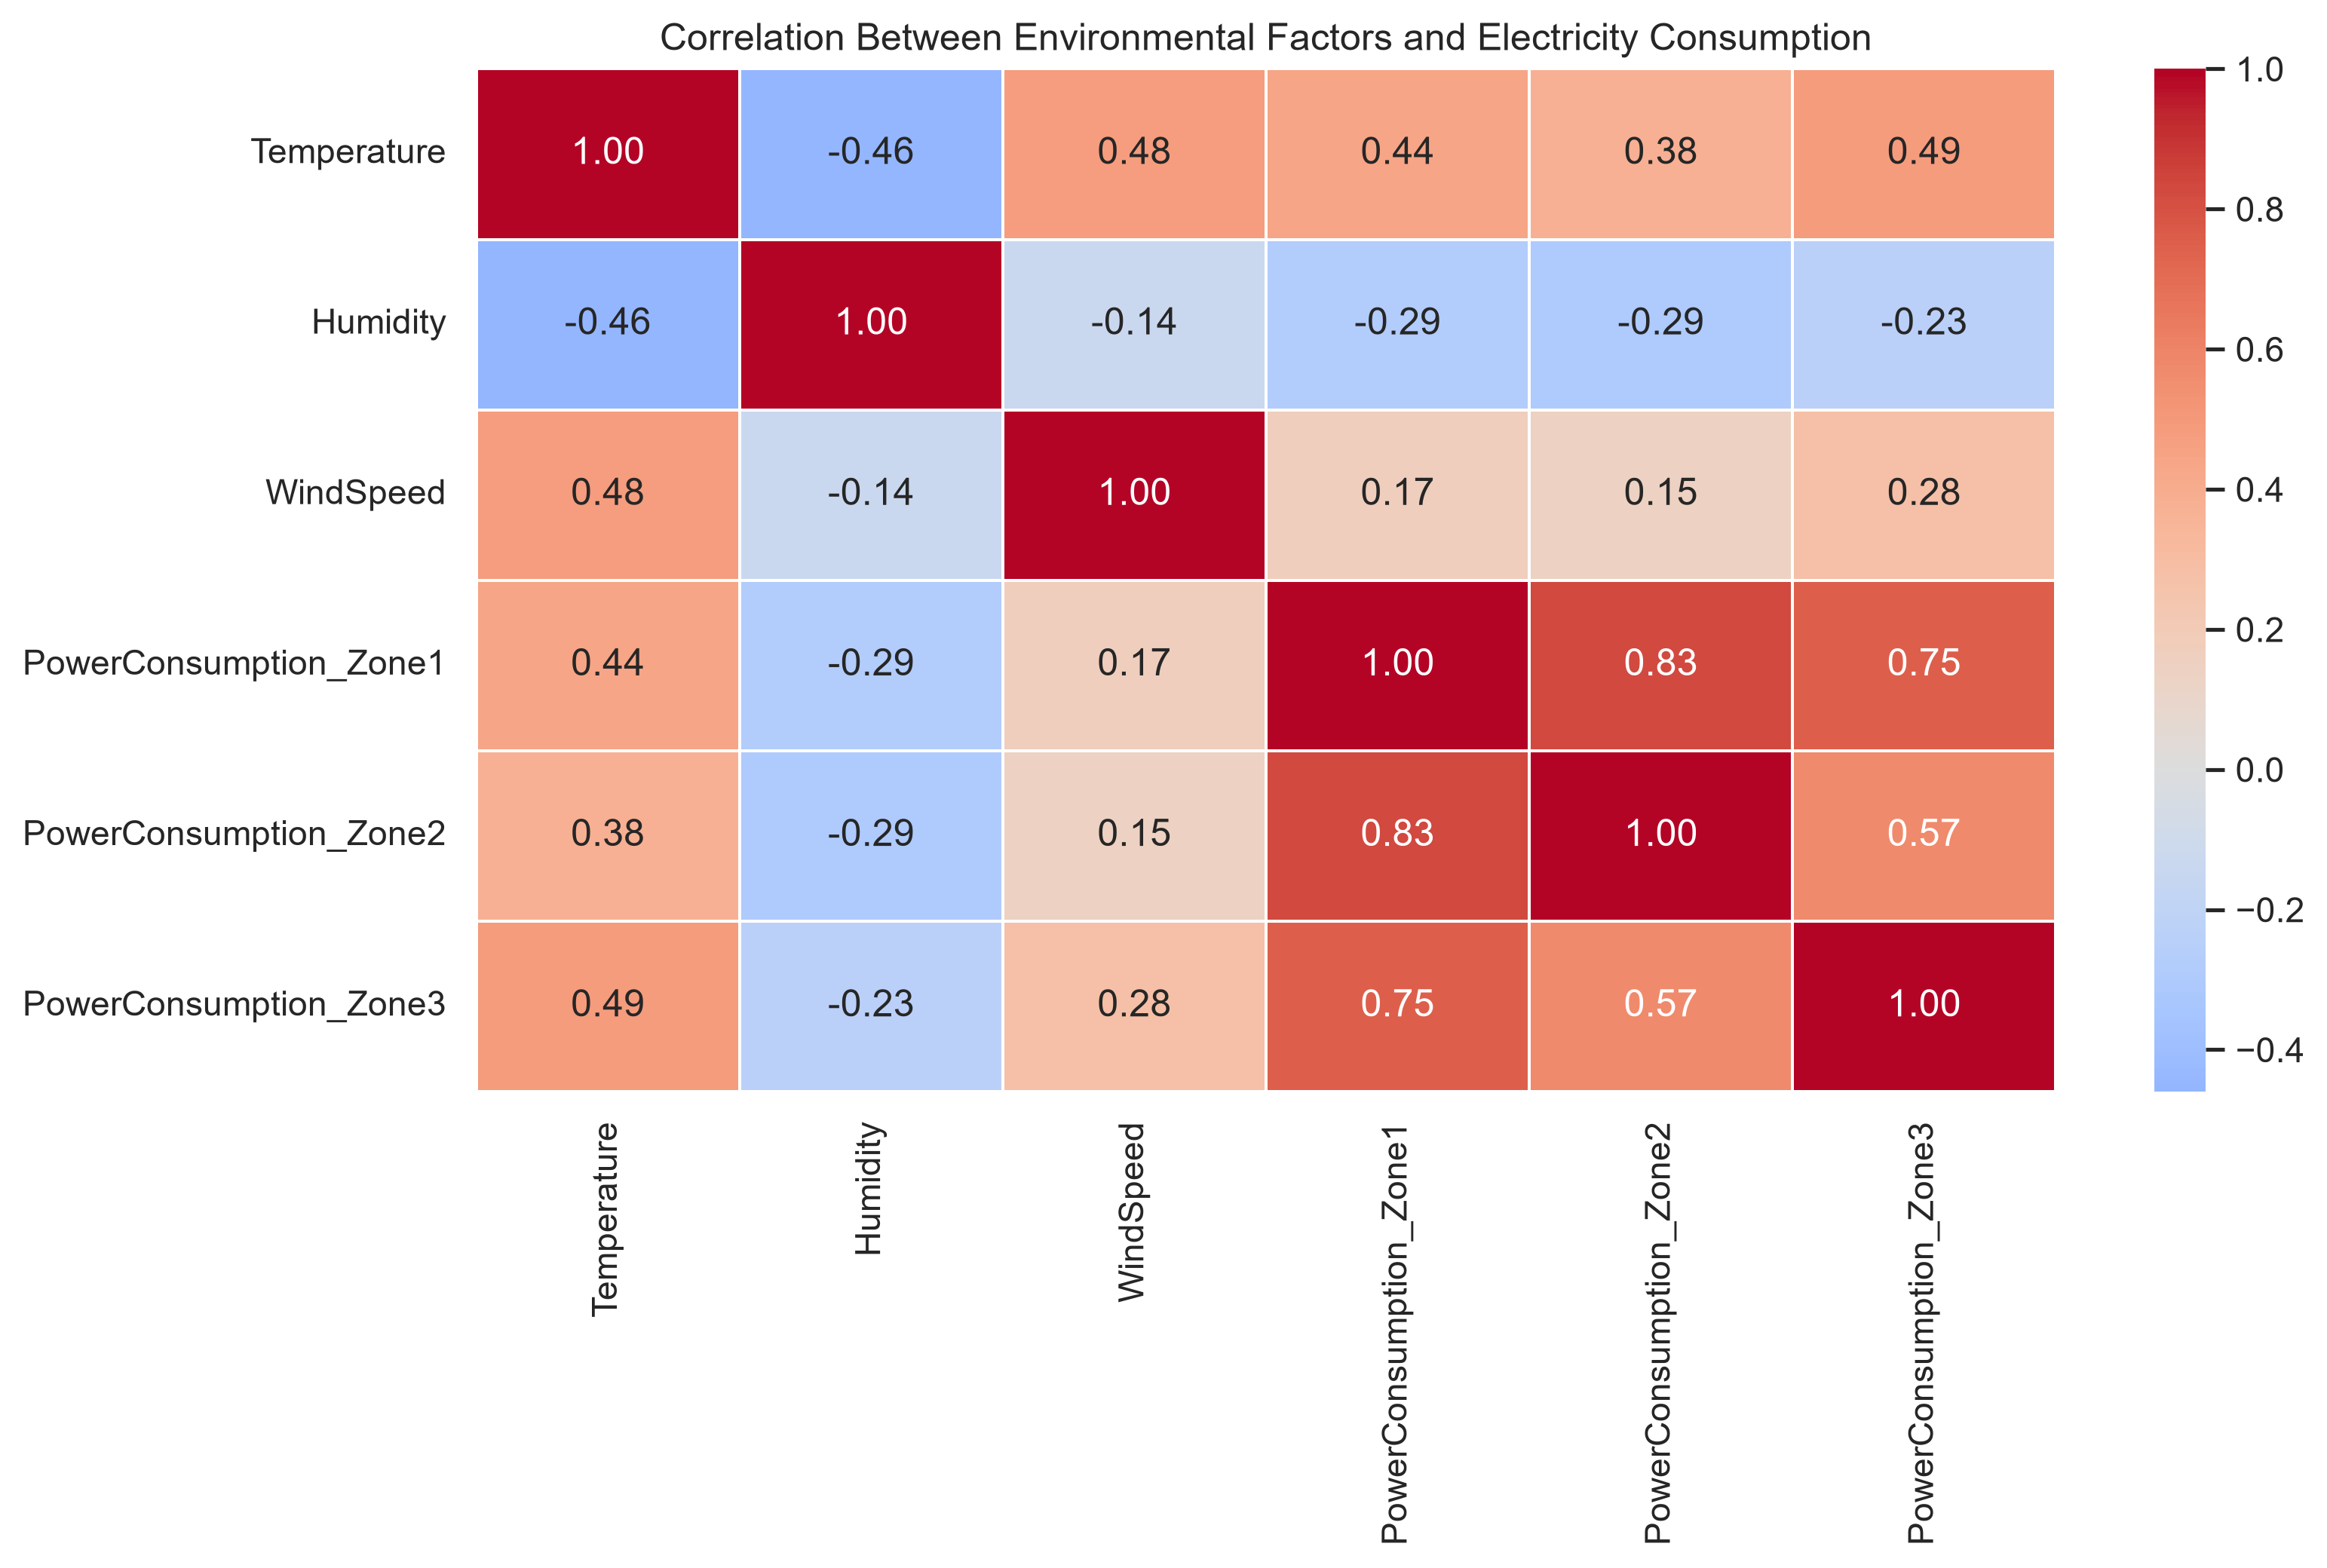 Correlation Between Environmental Factors and Electricity Consumption
Temperature 1.00 -0.46 0.48 0.44 0.38 0.49
Humidity -0.46 1.00 -0.14 -0.29 -0.29 -0.23
WindSpeed 0.48 -0.14 1.00 0.17 0.15 0.28
PowerConsumption_Zone1 0.44 -0.29 0.17 1.00 0.83 0.75
PowerConsumption_Zone2 0.38 -0.29 0.15 0.83 1.00 0.57
PowerConsumption_Zone3 0.49 -0.23 0.28 0.75 0.57 1.00
Temperature
Humidity
WindSpeed
PowerConsumption_Zone1
PowerConsumption_Zone2
PowerConsumption_Zone3
1.0
0.8
0.6
0.4
0.2
0.0
−0.2
−0.4